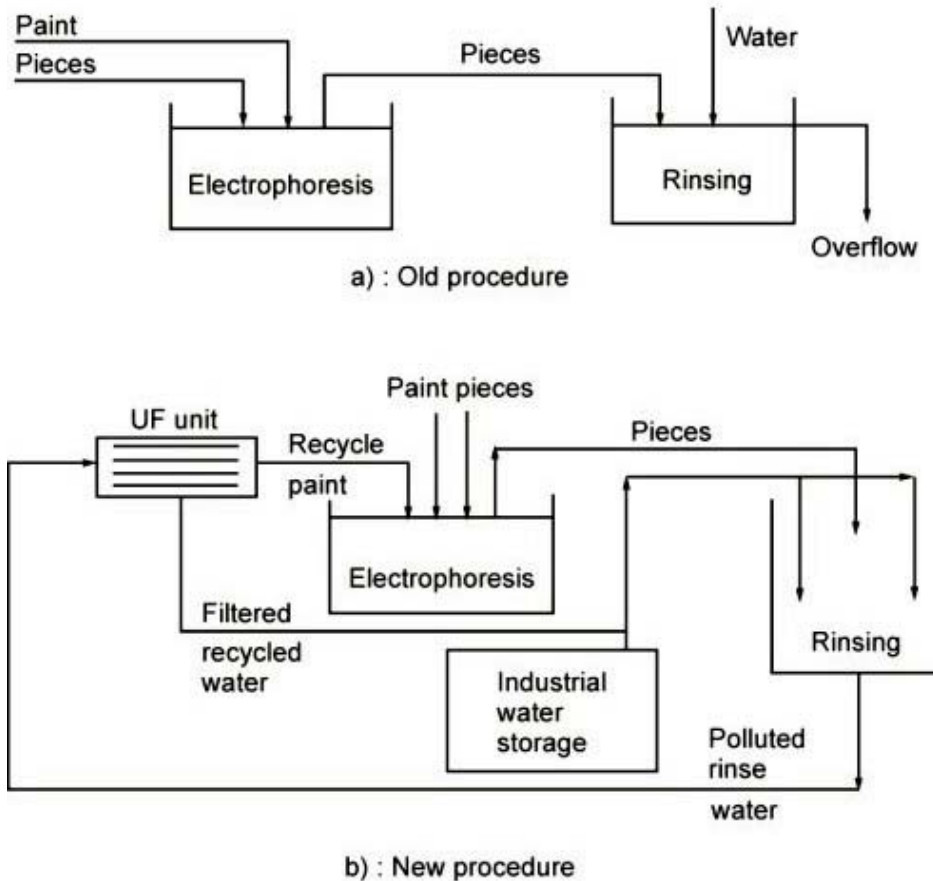 Paint
Pieces
Pieces
Water
Electrophoresis
Rinsing
Overflow
a) : Old procedure
Paint pieces
UF unit
Recycle
paint
Pieces
Electrophoresis
Filtered
recycled
water
Industrial
water
storage
Rinsing
Polluted
rinse
water
b) : New procedure